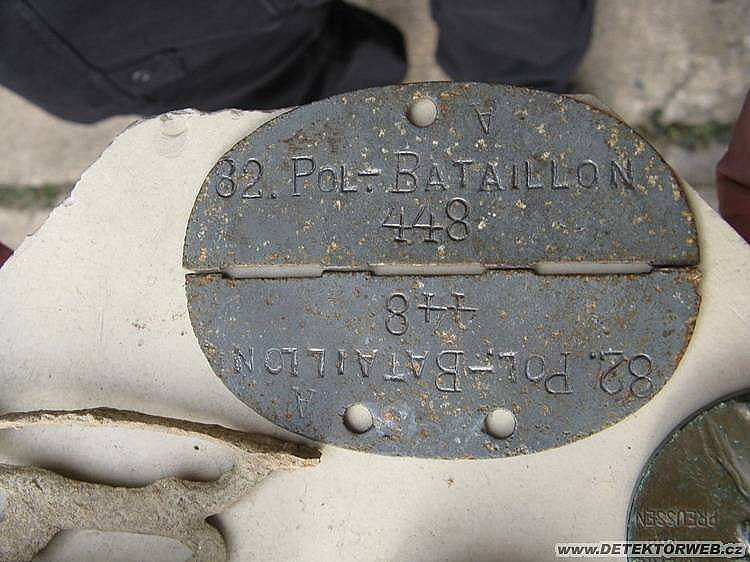 A
82. POL.-BATAILLON
448
448
82. POL.-BATAILLON
A
PREUSSEN
WWW.DETEKTORWEB.CZ